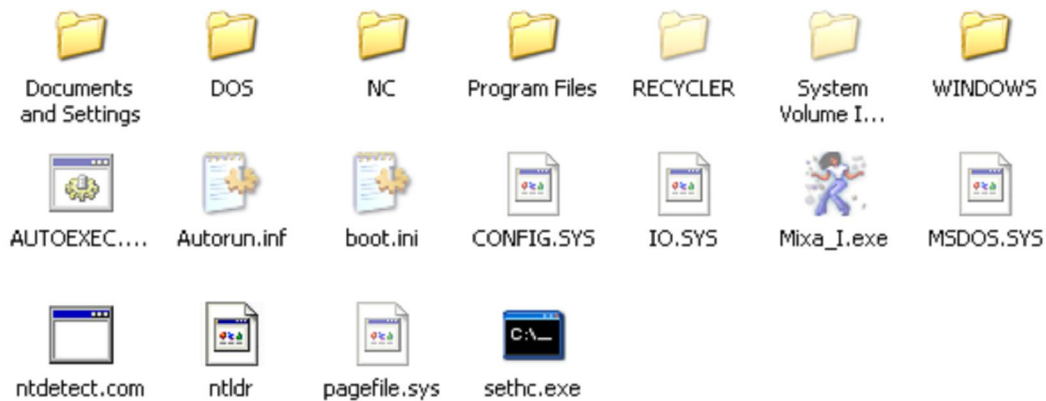 Documents
and Settings
DOS
NC
Program Files
RECYCLER
System
Volume I...
WINDOWS
AUTOEXEC....
Autorun.inf
boot.ini
CONFIG.SYS
IO.SYS
Mixa_I.exe
MSDOS.SYS
ntdetect.com
ntldr
pagefile.sys
C:\_
sethc.exe